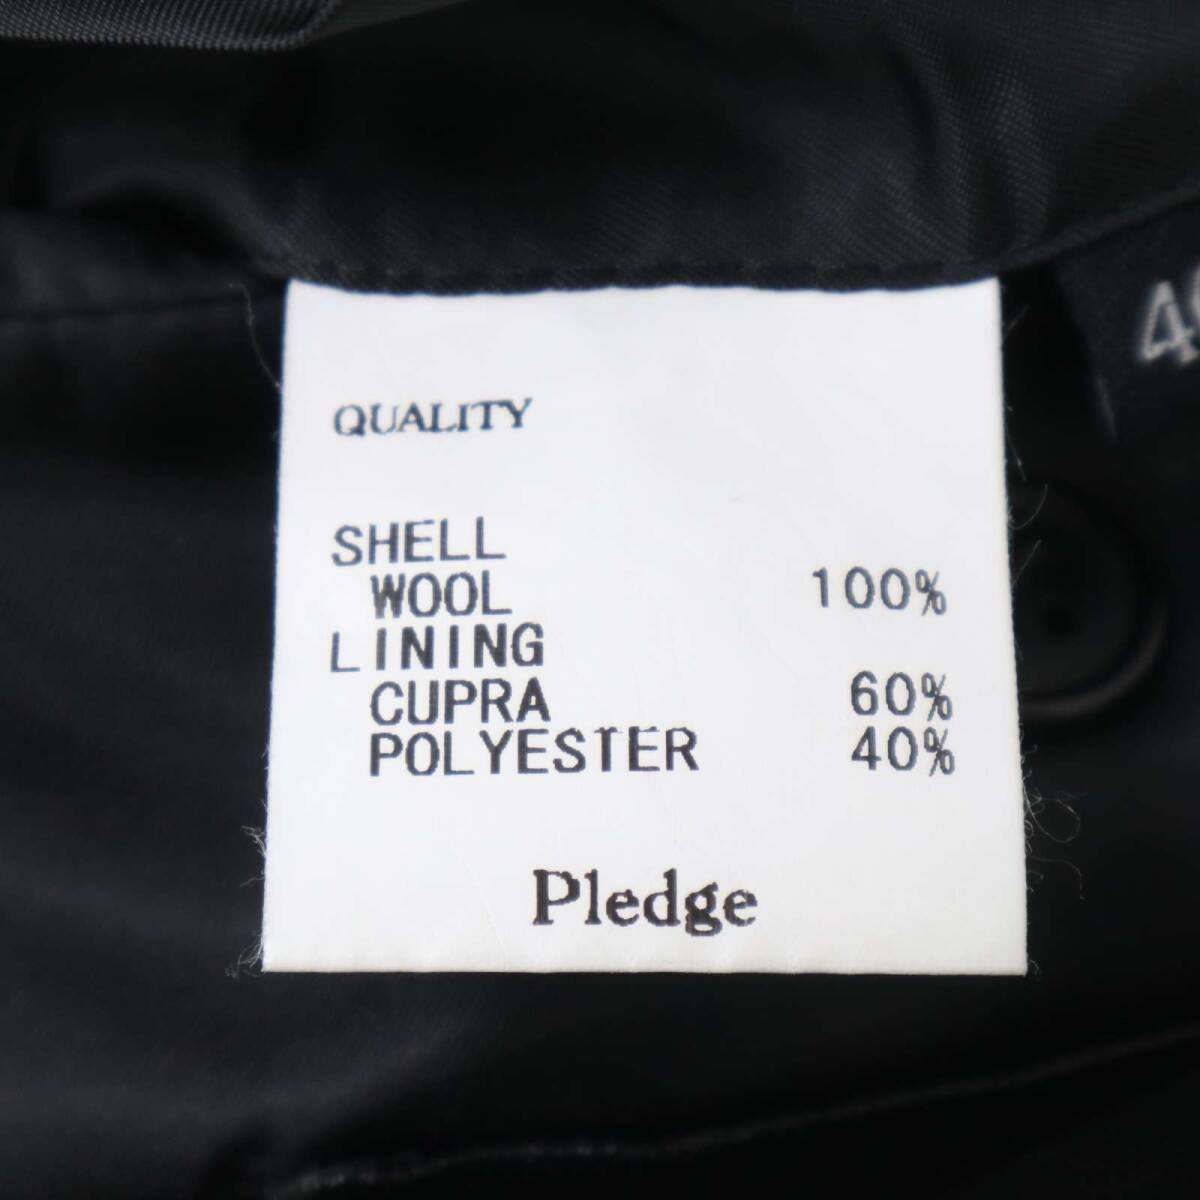 QUALITY
SHELL
WOOL 100%
LINING
CUPRA 60%
POLYESTER 40%
Pledge